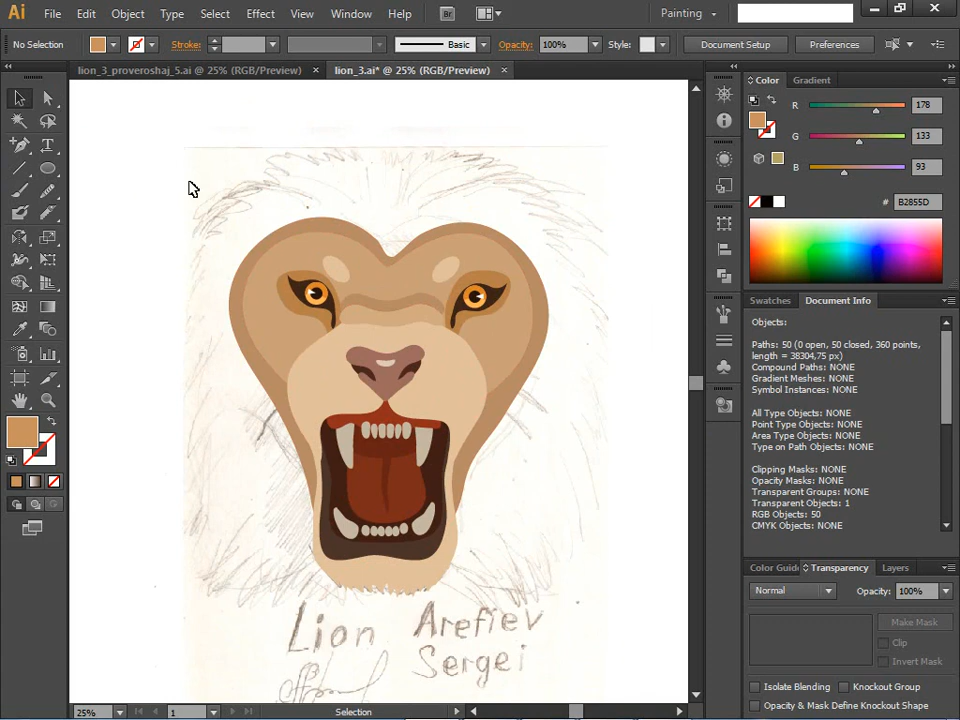 Ai File Edit Object Type Select Effect View Window Help Br Painting
No Selection Stroke: Basic Opacity: 100% Style: Document Setup Preferences
lion_3_proveroshaj_5.ai @ 25% (RGB/Preview) × lion_3.ai* @ 25% (RGB/Preview) ×
Color Gradient
R 178
G 133
B 93
# B2855D
Swatches Document Info
Objects:
Paths: 50 (0 open, 50 closed, 360 points,
length = 38304,75 px)
Compound Paths: NONE
Gradient Meshes: NONE
Symbol Instances: NONE
All Type Objects: NONE
Point Type Objects: NONE
Area Type Objects: NONE
Type on Path Objects: NONE
Clipping Masks: NONE
Opacity Masks: NONE
Transparent Groups: NONE
Transparent Objects: 1
RGB Objects: 50
CMYK Objects: NONE
Color Guide Transparency Layers
Normal Opacity: 100%
Make Mask
Clip
Invert Mask
Isolate Blending Knockout Group
Opacity & Mask Define Knockout Shape
Lion Arefiev
Sergei
25% 1 Selection